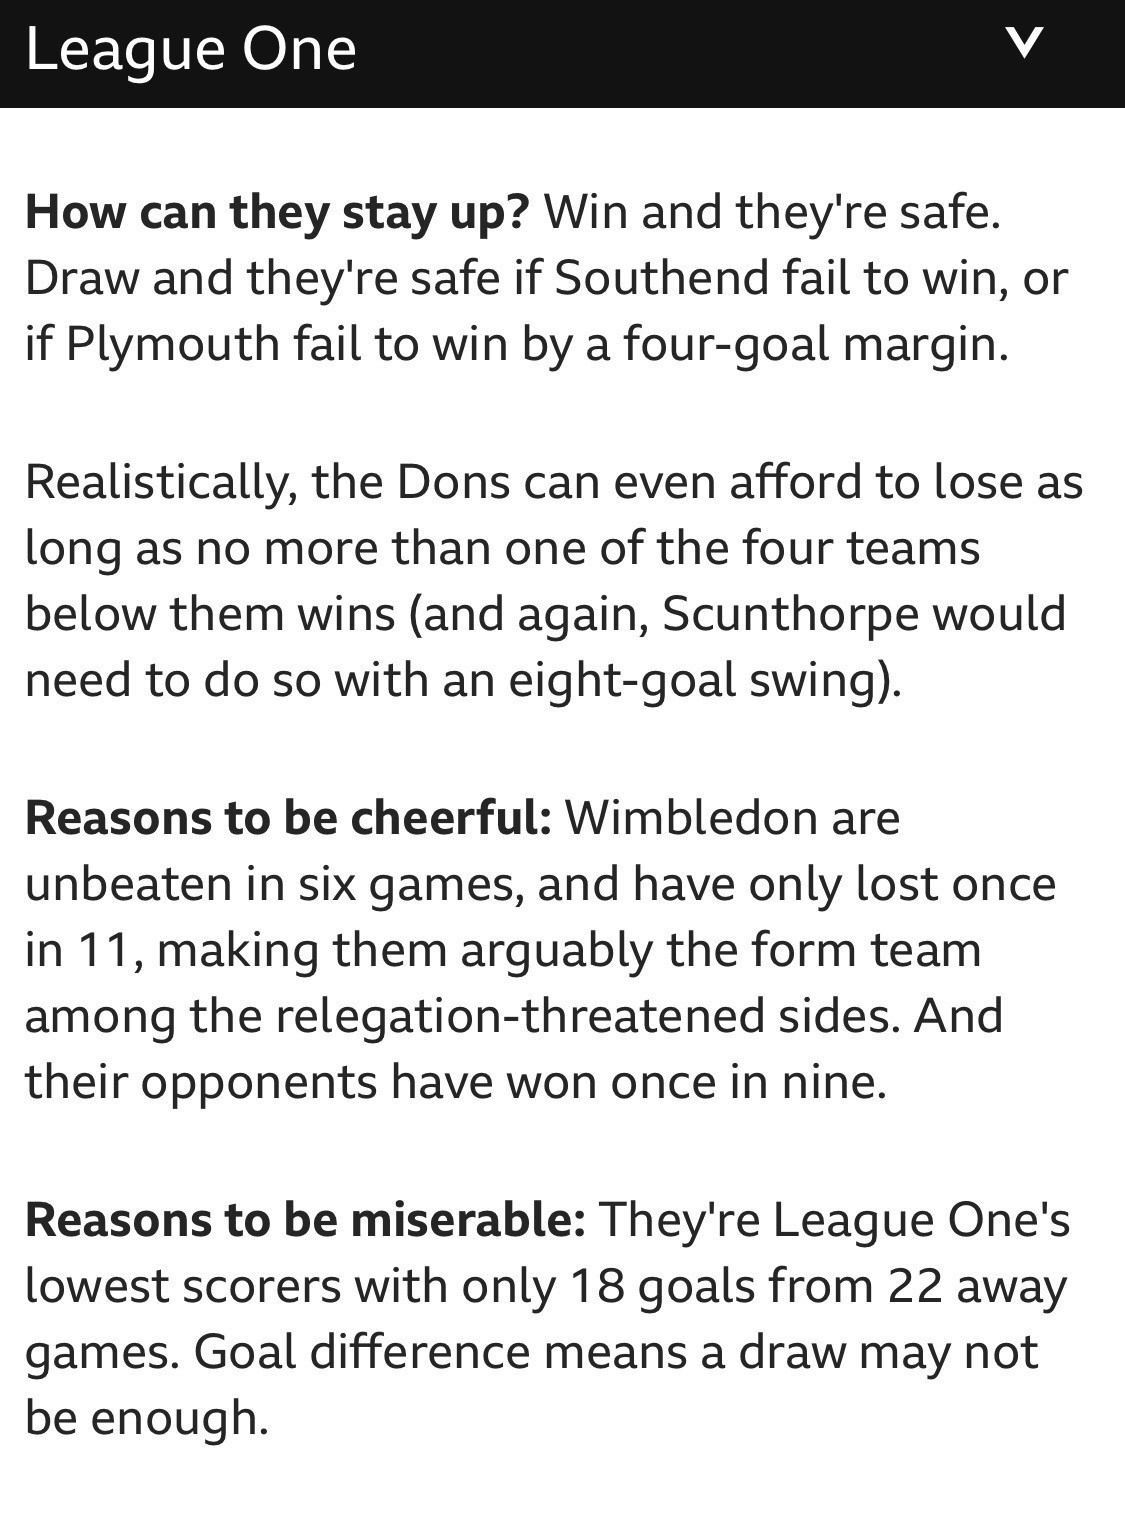 League One
How can they stay up? Win and they're safe.
Draw and they're safe if Southend fail to win, or
if Plymouth fail to win by a four-goal margin.
Realistically, the Dons can even afford to lose as
long as no more than one of the four teams
below them wins (and again, Scunthorpe would
need to do so with an eight-goal swing).
Reasons to be cheerful: Wimbledon are
unbeaten in six games, and have only lost once
in 11, making them arguably the form team
among the relegation-threatened sides. And
their opponents have won once in nine.
Reasons to be miserable: They're League One's
lowest scorers with only 18 goals from 22 away
games. Goal difference means a draw may not
be enough.